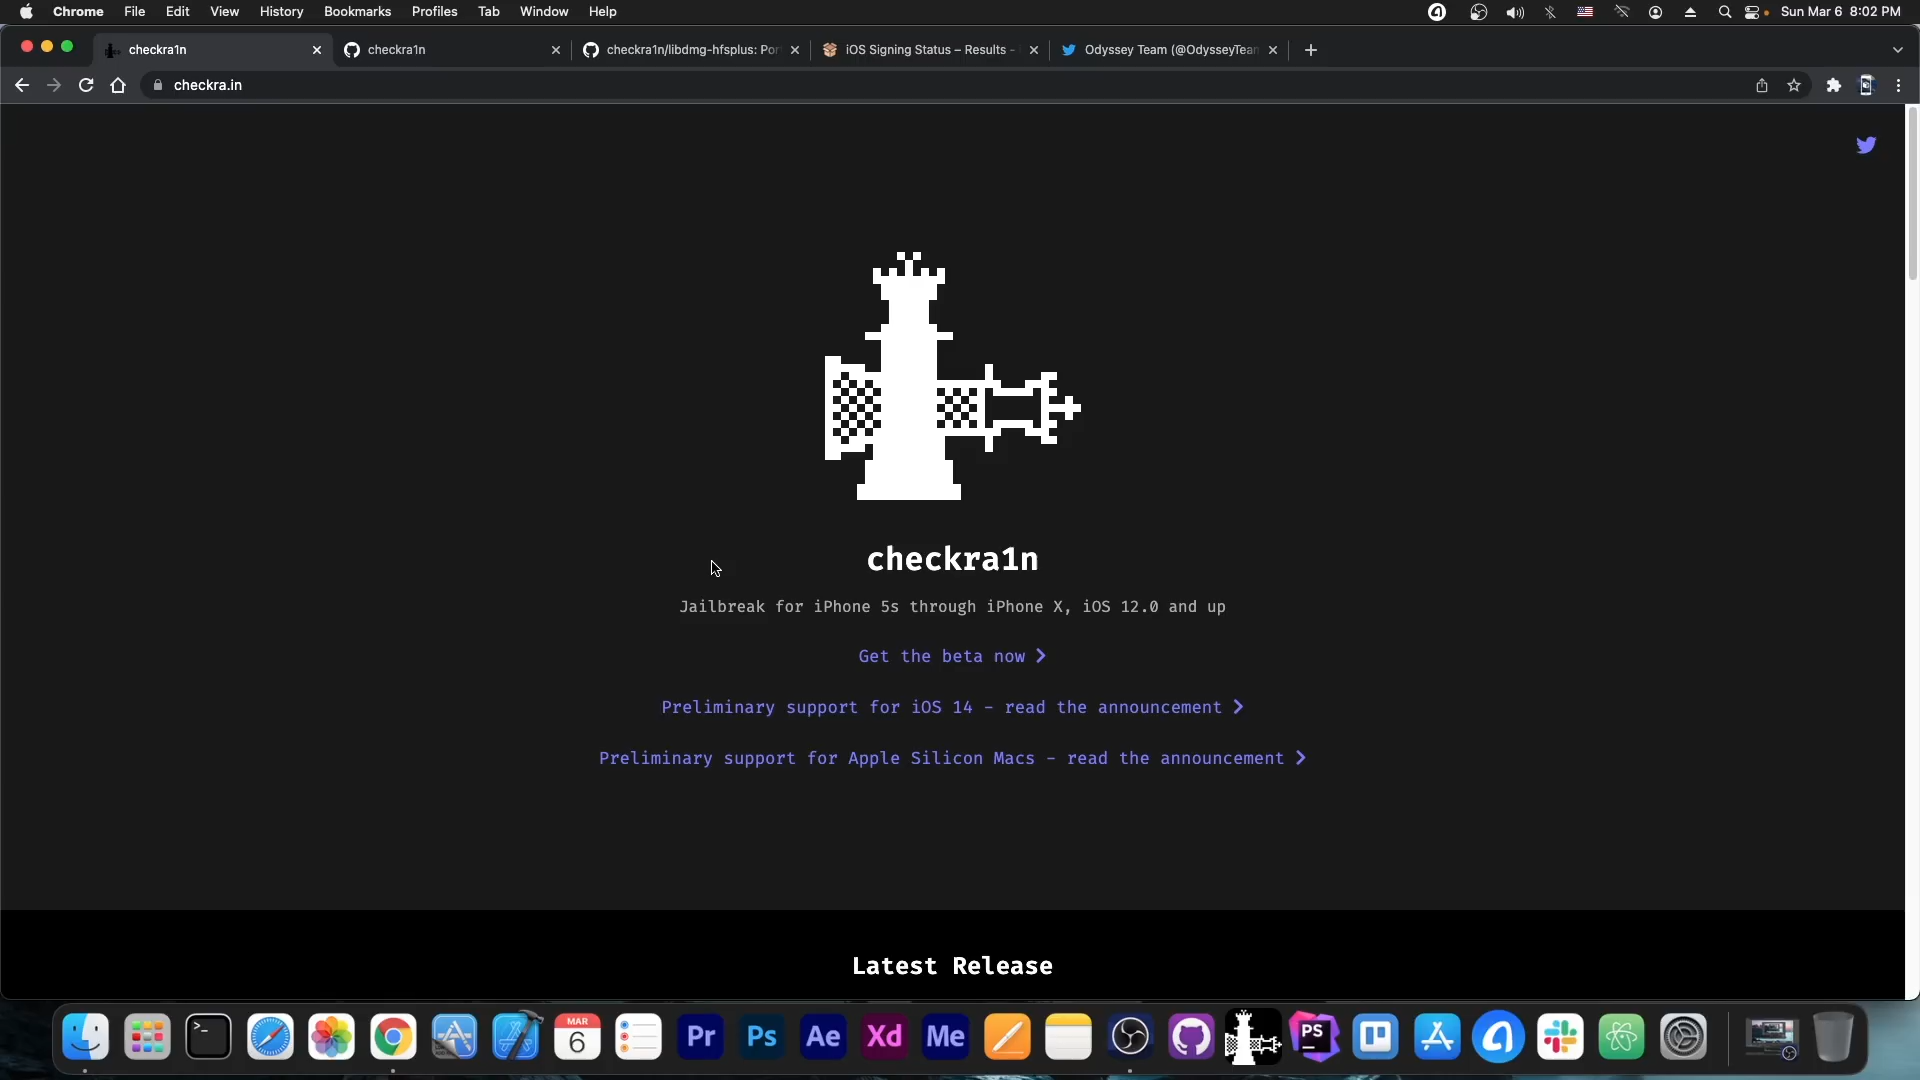 Chrome File Edit View History Bookmarks Profiles Tab Window Help Sun Mar 6 8:02 PM
checkra1n checkra1n checkra1n/libdmg-hfsplus: Por iOS Signing Status – Results - Odyssey Team (@OdysseyTean
checkra.in
checkra1n
Jailbreak for iPhone 5s through iPhone X, iOS 12.0 and up
Get the beta now
Preliminary support for iOS 14 - read the announcement
Preliminary support for Apple Silicon Macs - read the announcement
Latest Release
>_ MAR 6 Pr Ps Ae Xd Me PS